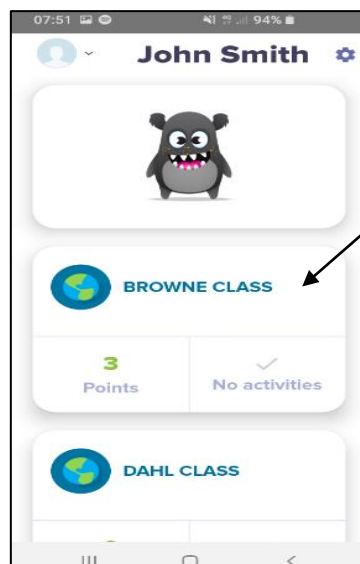 07:51 94%
John Smith
BROWNE CLASS
3
Points
No activities
DAHL CLASS